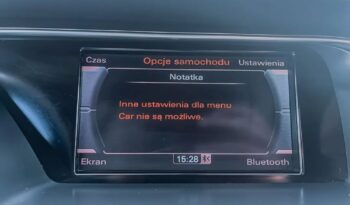 Czas Opcje samochodu Ustawienia
Notatka
Inne ustawienia dla menu
Car nie są możliwe.
Ekran 15:28 Bluetooth